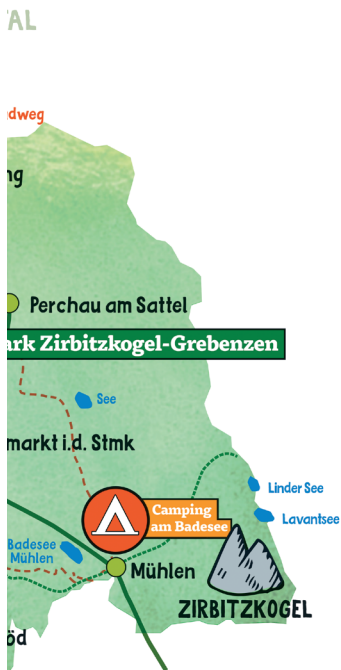 TAL
dweg
ng
Perchau am Sattel
ark Zirbitzkogel-Grebenzen
See
markt i.d. Stmk
Linder See
Camping
am Badesee
Lavantsee
Badesee
Mühlen
Mühlen
ZIRBITZKOGEL
öd